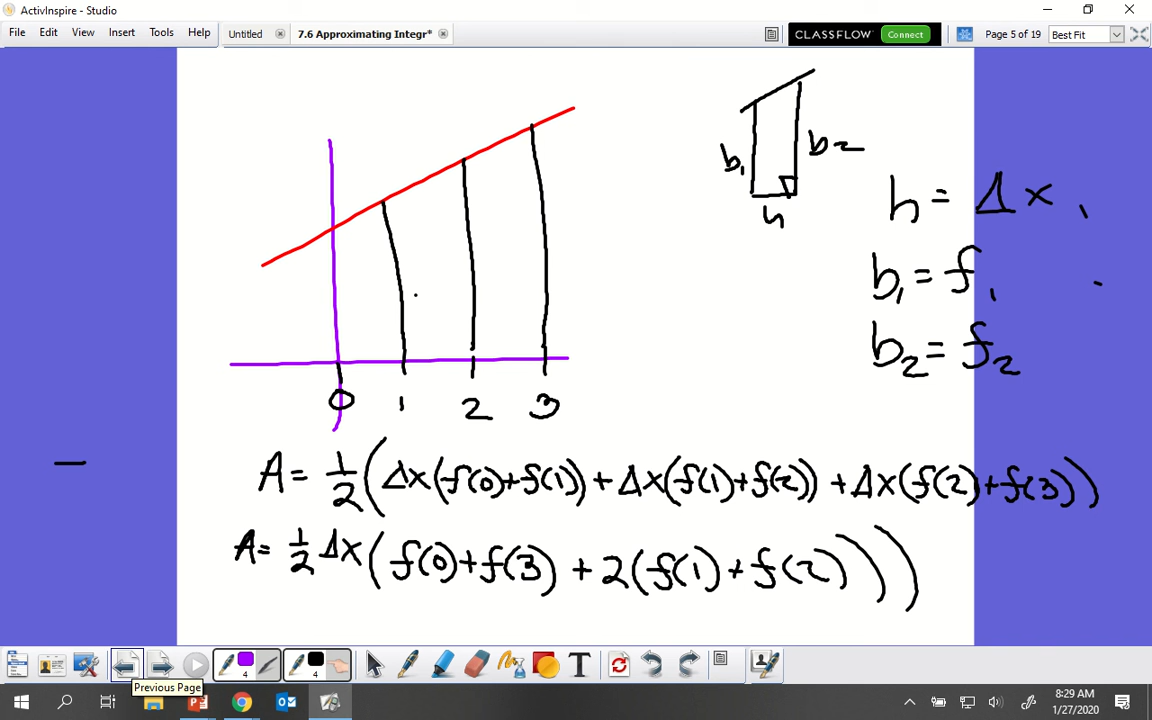 ActivInspire - Studio
File Edit View Insert Tools Help
Untitled
7.6 Approximating Integr*
CLASSFLOW Connect
Page 5 of 19
Best Fit
b₁
b2
h
h = Δx,
b₁ = f₁
b₂ = f₂
0 1 2 3
A = 1/2(Δx(f(0)+f(1))+Δx(f(1)+f(2))+Δx(f(2)+f(3)))
A = 1/2 Δx(f(0)+f(3) + 2(f(1)+f(2))))
4
4
T
Previous Page
8:29 AM
1/27/2020